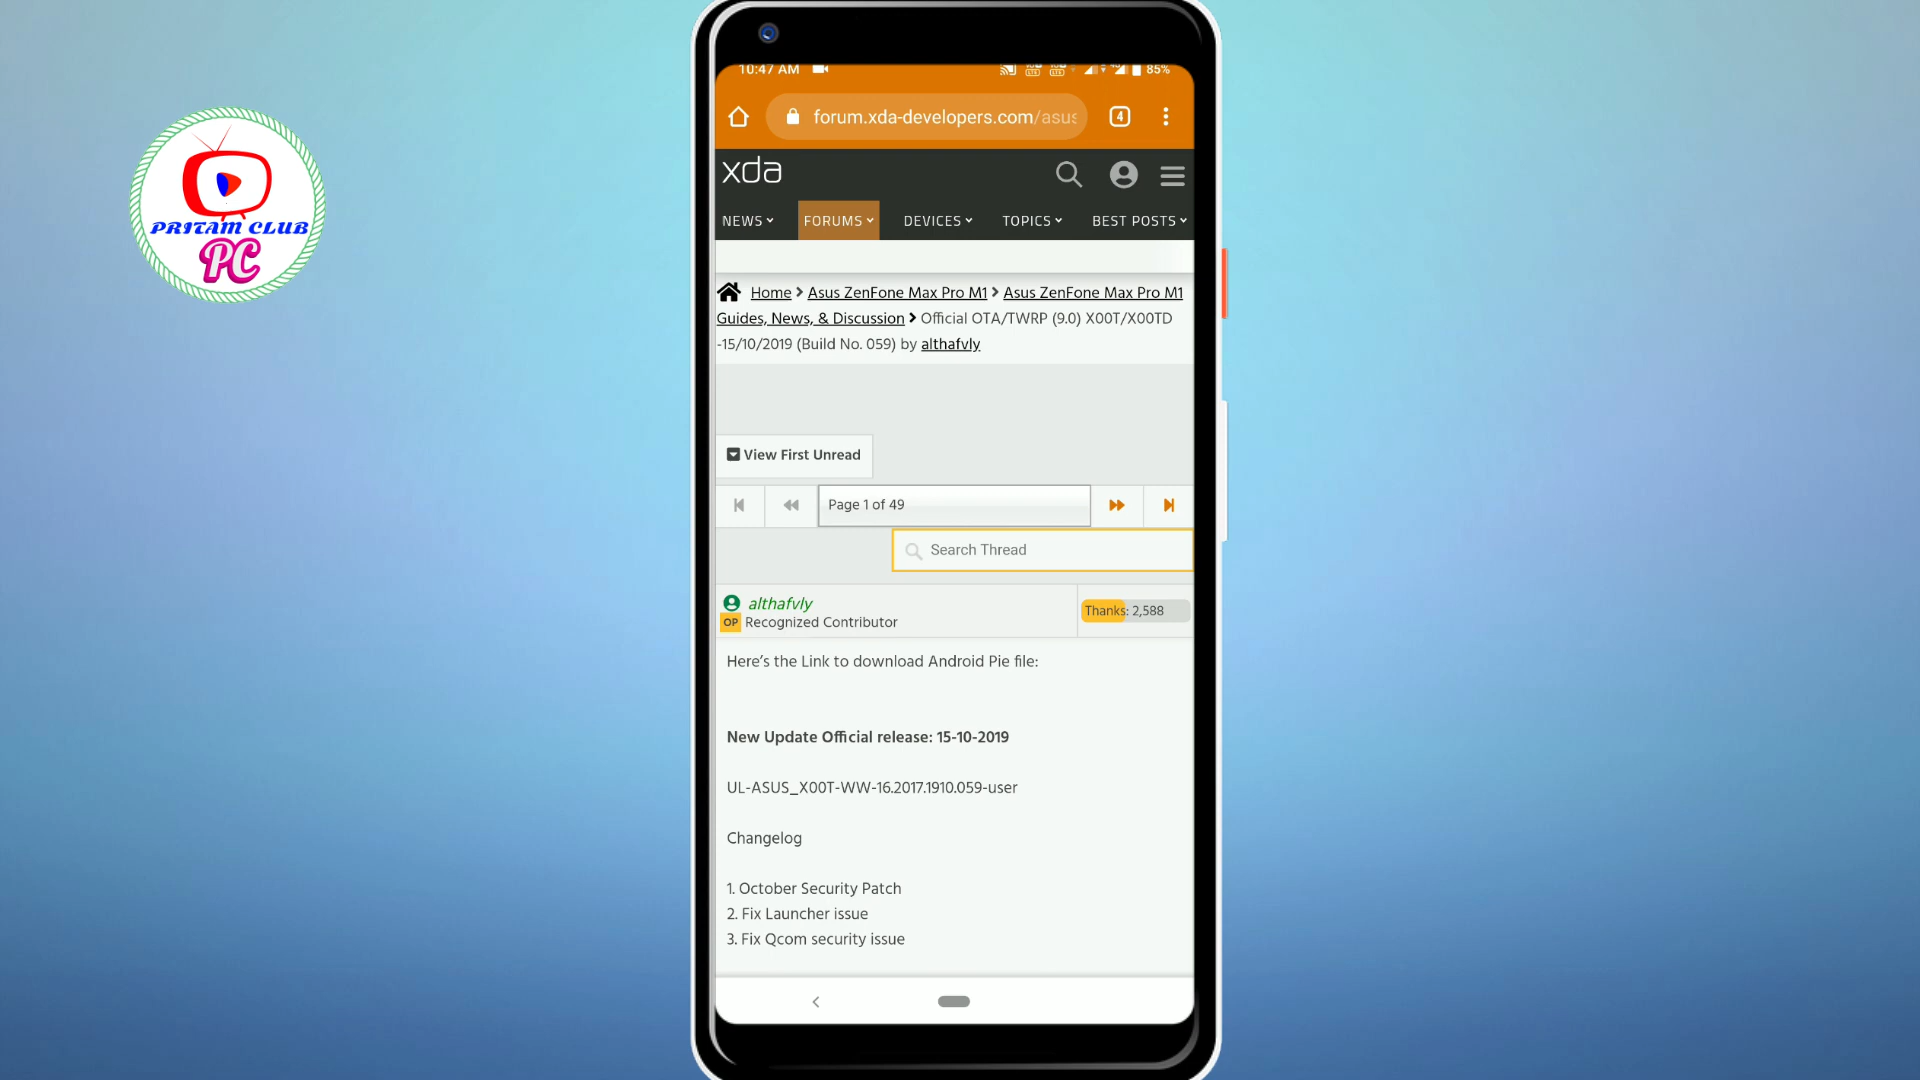 PRITAM CLUB
PC
10:47 AM
85%
forum.xda-developers.com/asus
4
xda
NEWS
FORUMS
DEVICES
TOPICS
BEST POSTS
Home > Asus ZenFone Max Pro M1 > Asus ZenFone Max Pro M1
Guides, News, & Discussion > Official OTA/TWRP (9.0) X00T/X00TD
-15/10/2019 (Build No. 059) by althafvly
View First Unread
Page 1 of 49
Search Thread
althafvly
OP Recognized Contributor
Thanks: 2,588
Here's the Link to download Android Pie file:
New Update Official release: 15-10-2019
UL-ASUS_X00T-WW-16.2017.1910.059-user
Changelog
1. October Security Patch
2. Fix Launcher issue
3. Fix Qcom security issue